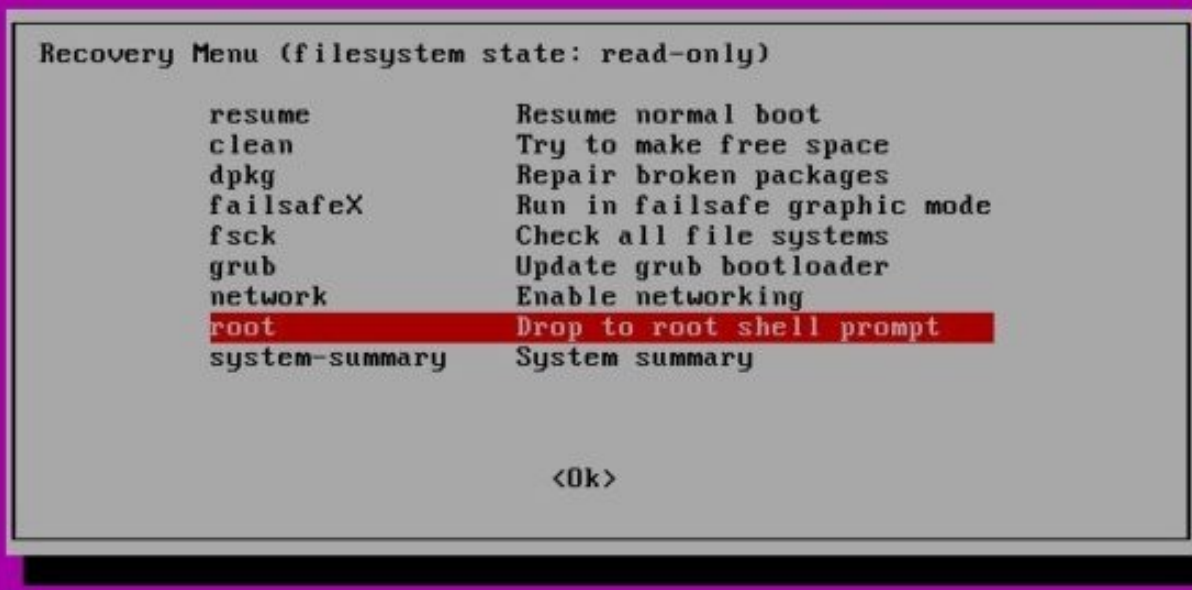 Recovery Menu (filesystem state: read-only)
resume Resume normal boot
clean Try to make free space
dpkg Repair broken packages
failsafeX Run in failsafe graphic mode
fsck Check all file systems
grub Update grub bootloader
network Enable networking
root Drop to root shell prompt
system-summary System summary
<Ok>